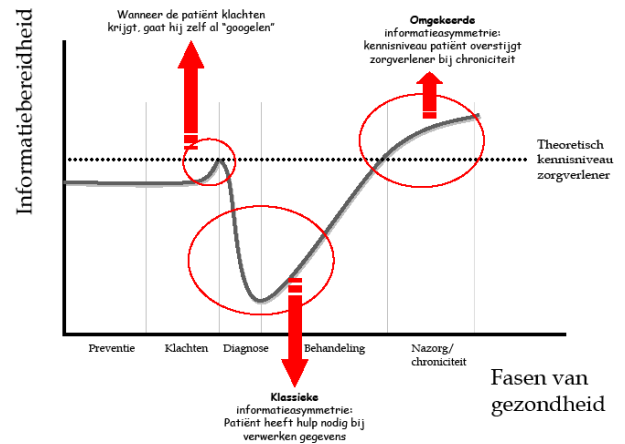 Wanneer de patiënt klachten
krijgt, gaat hij zelf al “googelen”
Omgekeerde
informatieasymmetrie:
kennisniveau patiënt overstijgt
zorgverlener bij chroniciteit
Informatiebereidheid
Theoretisch
kennisniveau
zorgverlener
Preventie
Klachten
Diagnose
Behandeling
Nazorg/
chroniciteit
Fasen van
gezondheid
Klassieke
informatieasymmetrie:
Patiënt heeft hulp nodig bij
verwerken gegevens